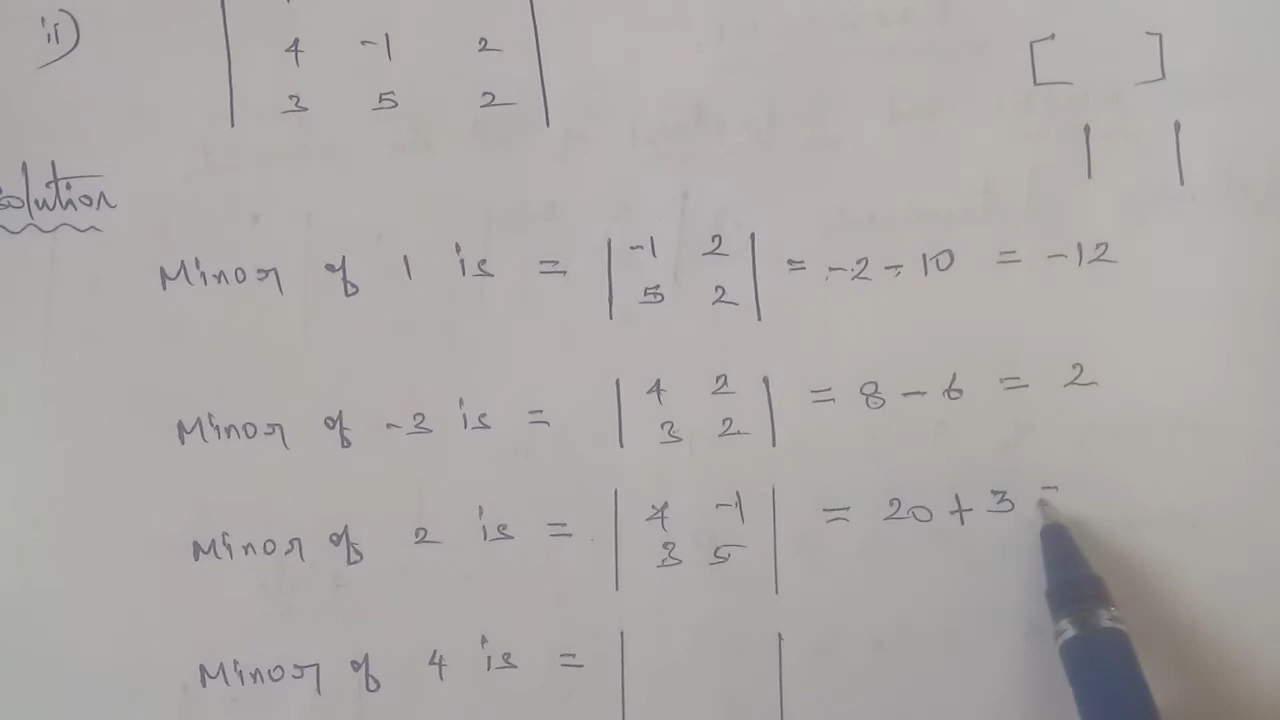 ii) | 4 -1 2 |
| 3 5 2 |
[ ]
| |
Solution
Minor of 1 is = | -1 2 | = -2 - 10 = -12
| 5 2 |
Minor of -3 is = | 4 2 | = 8 - 6 = 2
| 3 2 |
Minor of 2 is = | 4 -1 | = 20 + 3 =
| 3 5 |
Minor of 4 is = | |